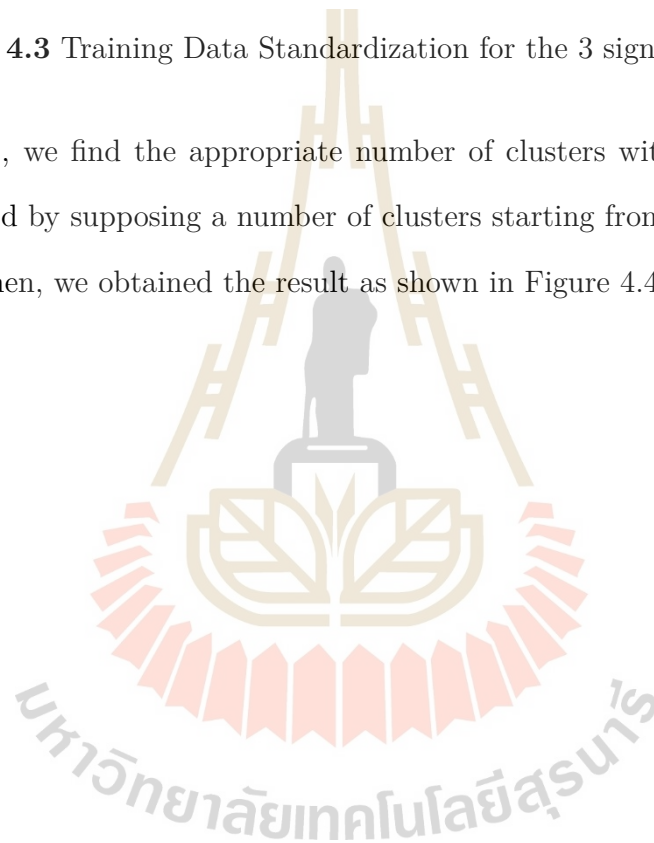 4.3 Training Data Standardization for the 3 sign
, we find the appropriate number of clusters wit
d by supposing a number of clusters starting from
en, we obtained the result as shown in Figure 4.4
มหาวิทยาลัยเทคโนโลยีสุรนารี